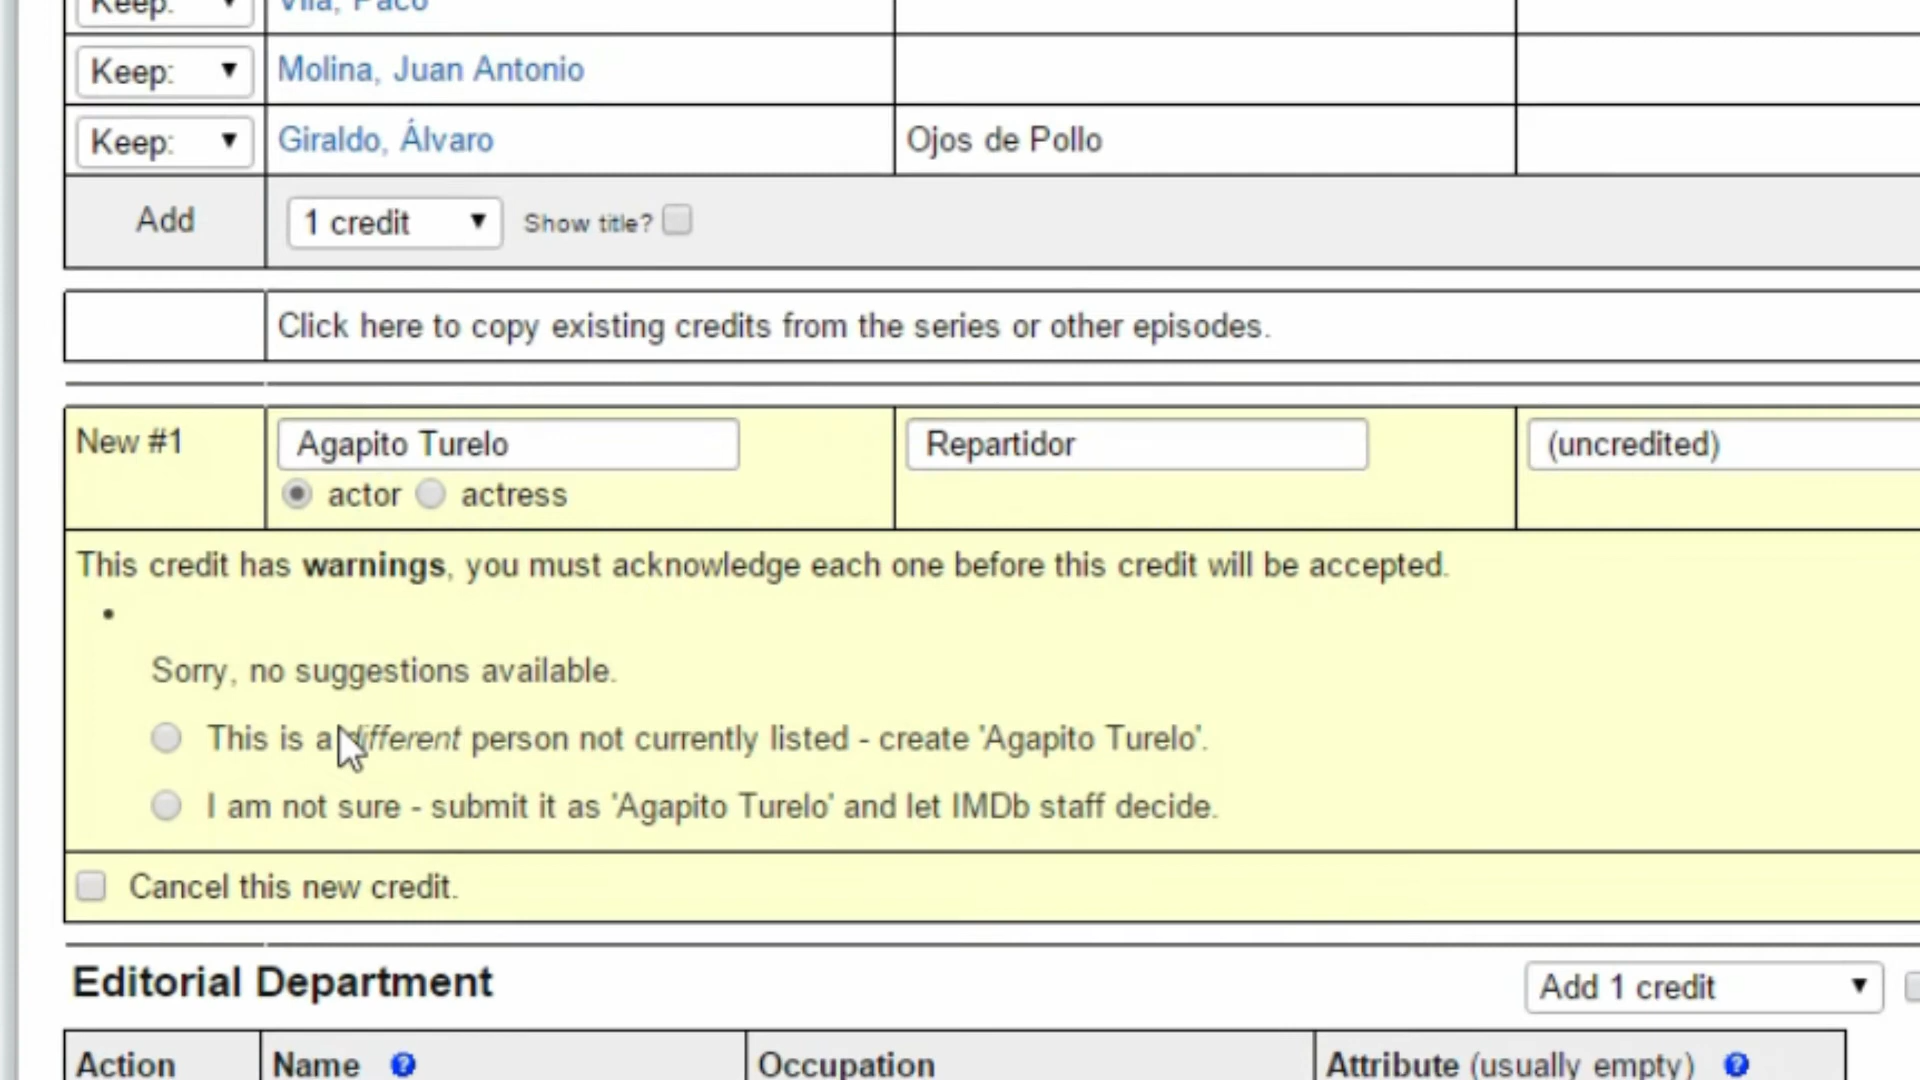 Keep: Vila, Paco
Keep: Molina, Juan Antonio
Keep: Giraldo, Álvaro Ojos de Pollo
Add 1 credit Show title?
Click here to copy existing credits from the series or other episodes.
New #1 Agapito Turelo Repartidor (uncredited)
actor actress
This credit has warnings, you must acknowledge each one before this credit will be accepted.
Sorry, no suggestions available.
This is a different person not currently listed - create 'Agapito Turelo'.
I am not sure - submit it as 'Agapito Turelo' and let IMDb staff decide.
Cancel this new credit.
Editorial Department Add 1 credit
Action Name ? Occupation Attribute (usually empty) ?